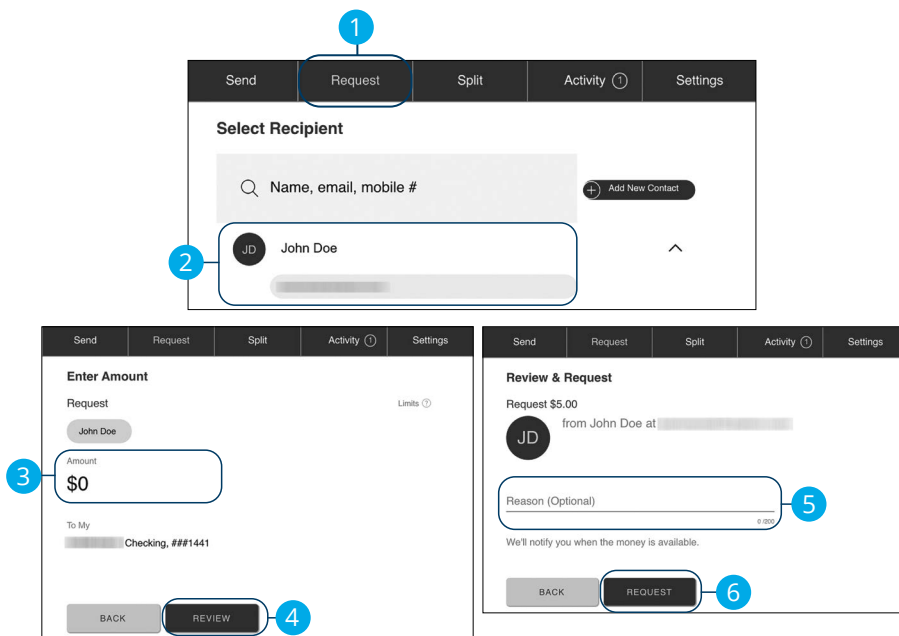 1
Send Request Split Activity 1 Settings
Select Recipient
Name, email, mobile #
+ Add New Contact
2
JD John Doe
Send Request Split Activity 1 Settings
Enter Amount
Request Limits ?
John Doe
3
Amount
$0
To My
Checking, ###1441
BACK REVIEW 4
Send Request Split Activity 1 Settings
Review & Request
Request $5.00
JD from John Doe at
Reason (Optional) 5
0 /200
We'll notify you when the money is available.
BACK REQUEST 6